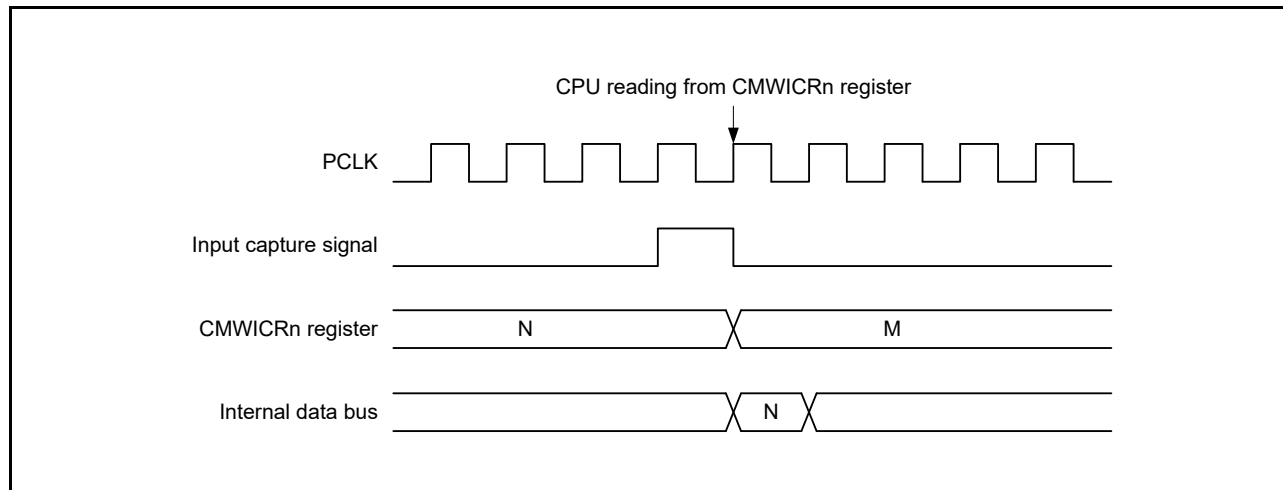 CPU reading from CMWICRn register
PCLK
Input capture signal
CMWICRn register
N
M
Internal data bus
N